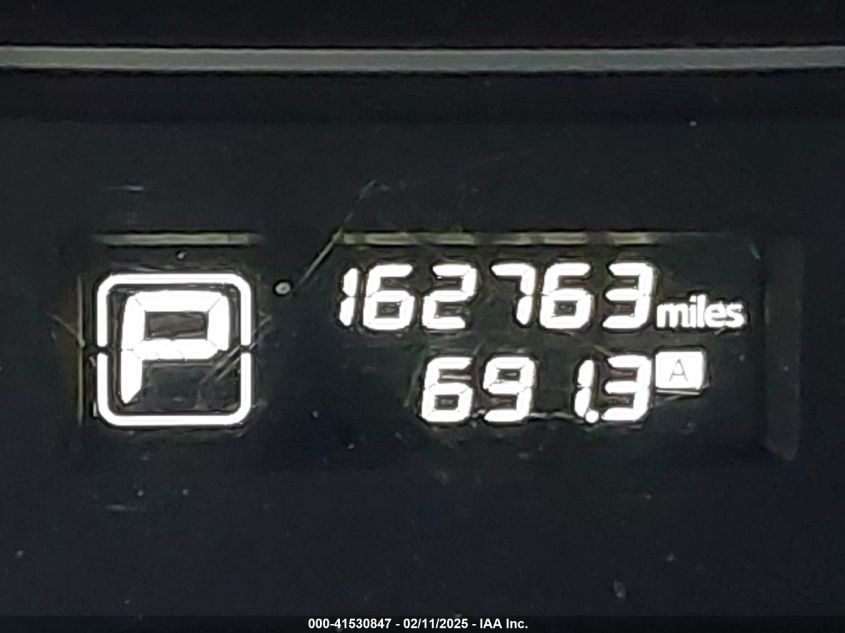 P
162763 miles
691.3 A
000-41530847 - 02/11/2025 - IAA Inc.